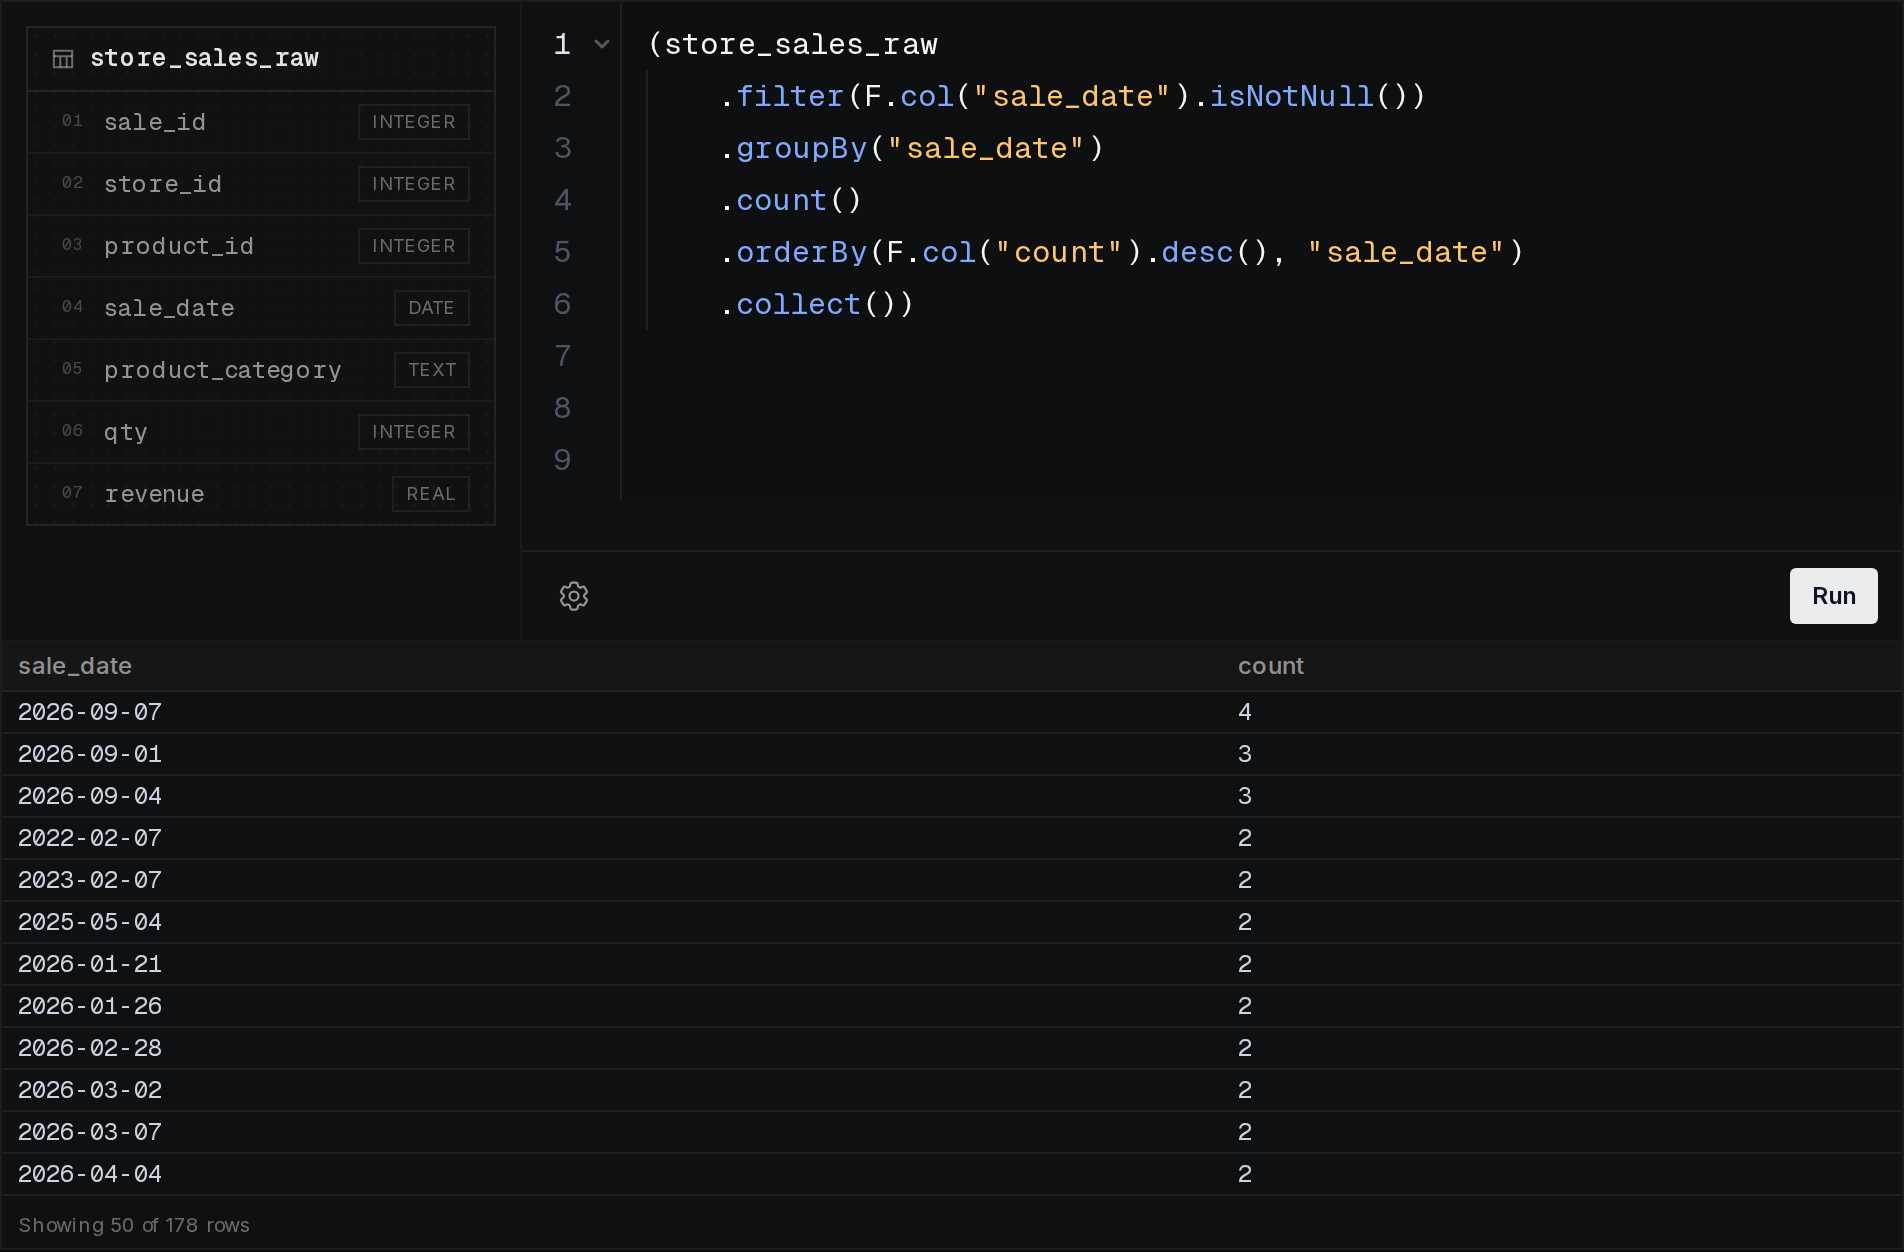 store_sales_raw
01 sale_id INTEGER
02 store_id INTEGER
03 product_id INTEGER
04 sale_date DATE
05 product_category TEXT
06 qty INTEGER
07 revenue REAL
1 (store_sales_raw
2 .filter(F.col("sale_date").isNotNull())
3 .groupBy("sale_date")
4 .count()
5 .orderBy(F.col("count").desc(), "sale_date")
6 .collect())
7
8
9
Run
sale_date count
2026-09-07 4
2026-09-01 3
2026-09-04 3
2022-02-07 2
2023-02-07 2
2025-05-04 2
2026-01-21 2
2026-01-26 2
2026-02-28 2
2026-03-02 2
2026-03-07 2
2026-04-04 2
Showing 50 of 178 rows